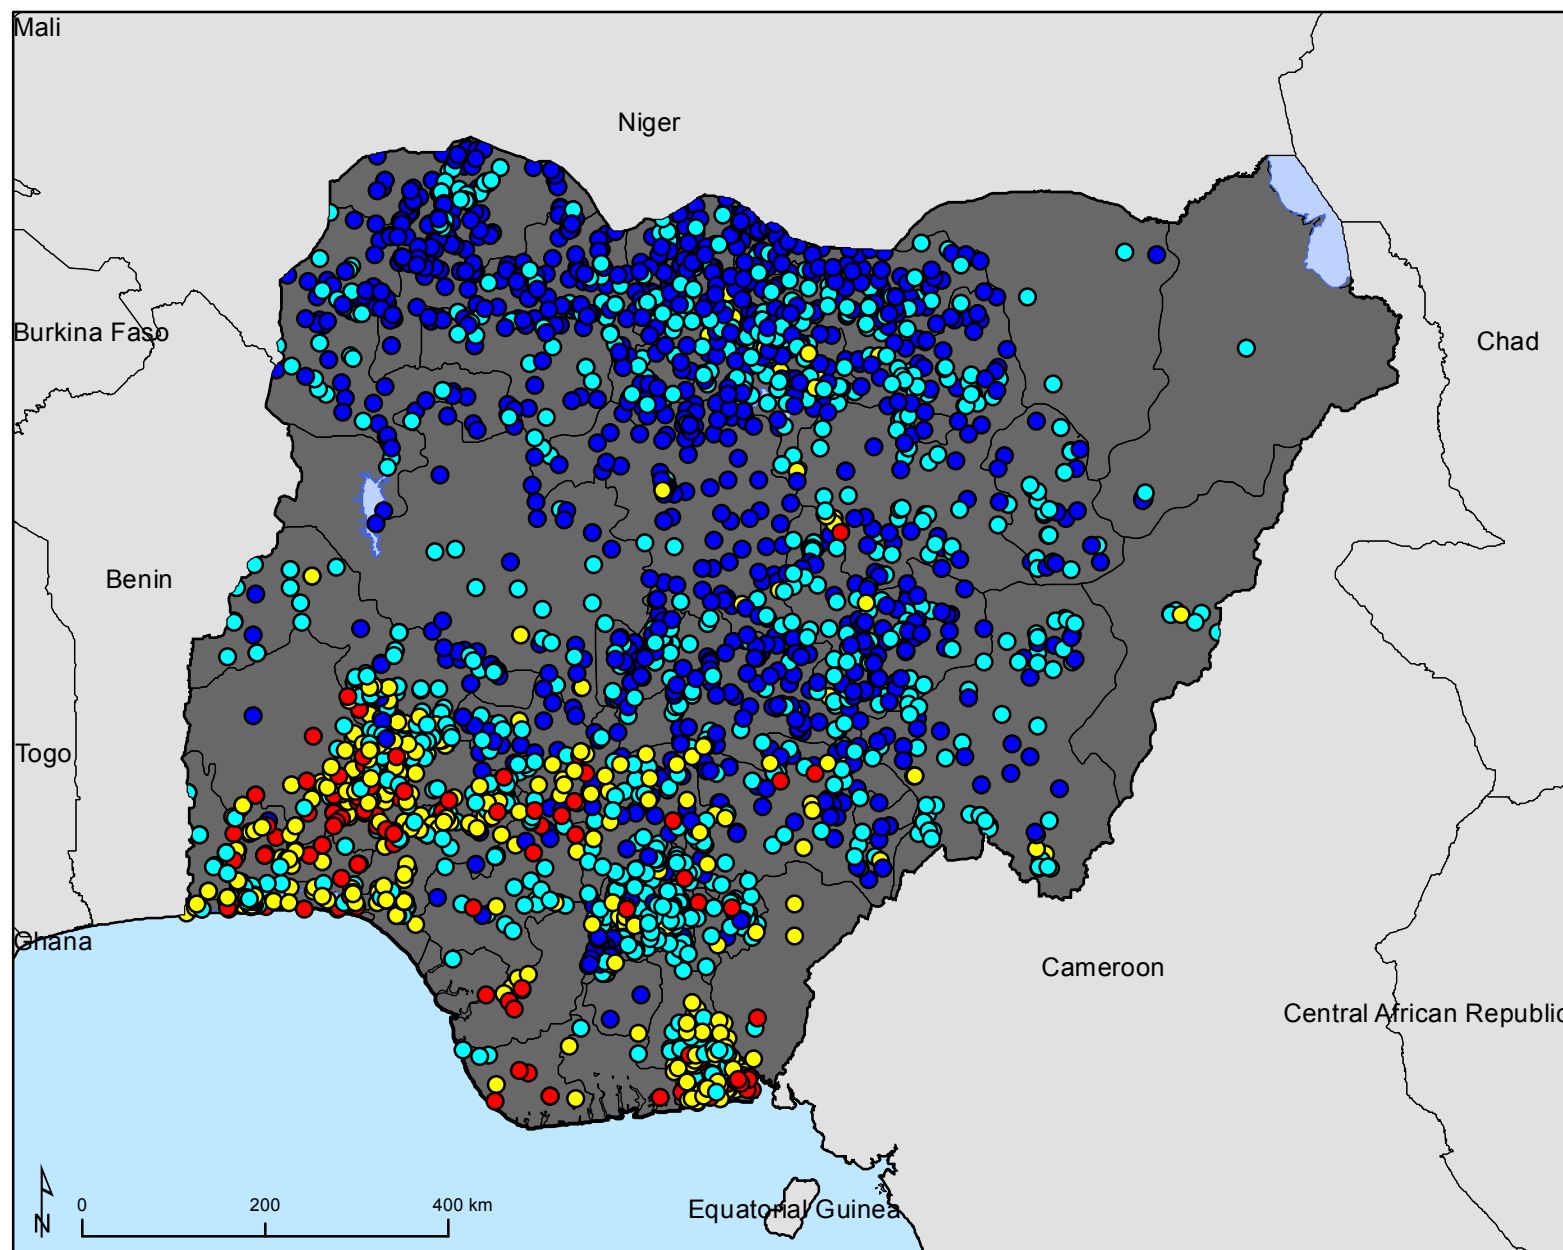 Mali
Niger
Burkina Faso
Chad
Benin
Togo
Ghana
Cameroon
Central African Republic
Equatorial Guinea
N
0 200 400 km